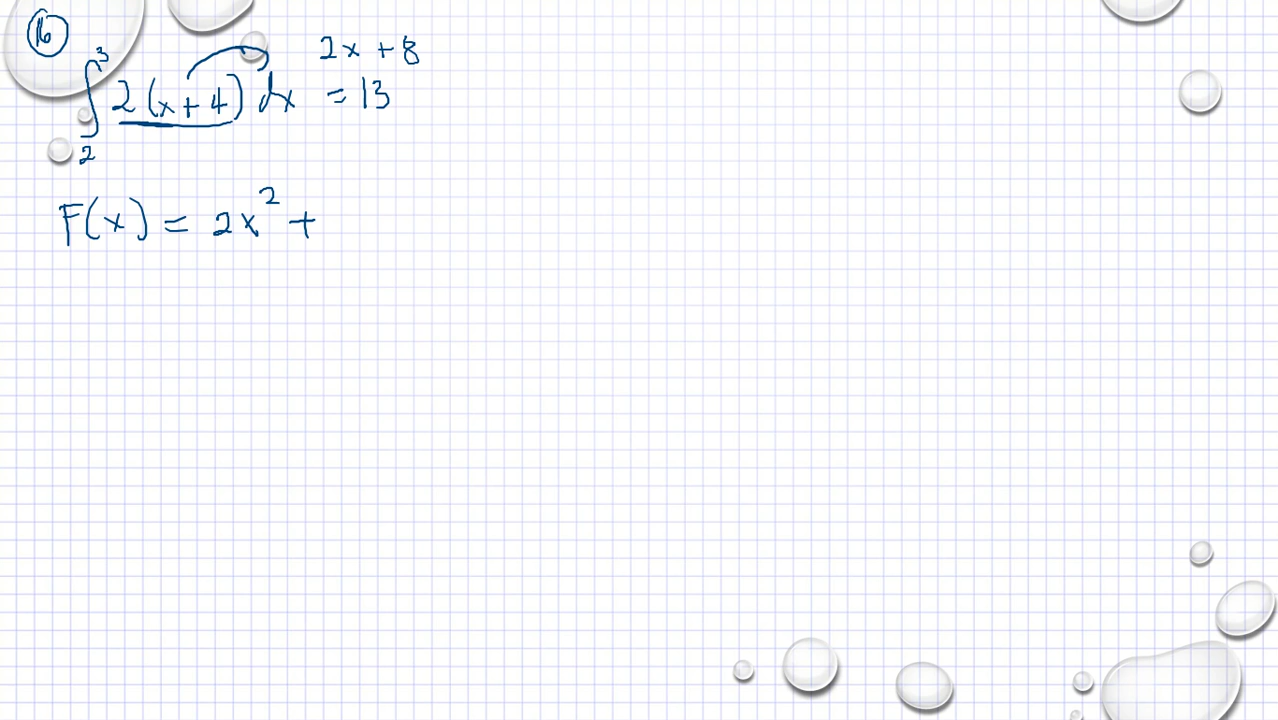 16
2x + 8
∫₂³ 2(x + 4) dx = 13
F(x) = 2x² +